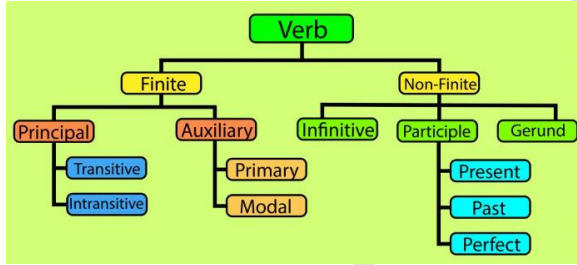 Verb
Finite
Non-Finite
Principal
Auxiliary
Infinitive
Participle
Gerund
Transitive
Intransitive
Primary
Modal
Present
Past
Perfect